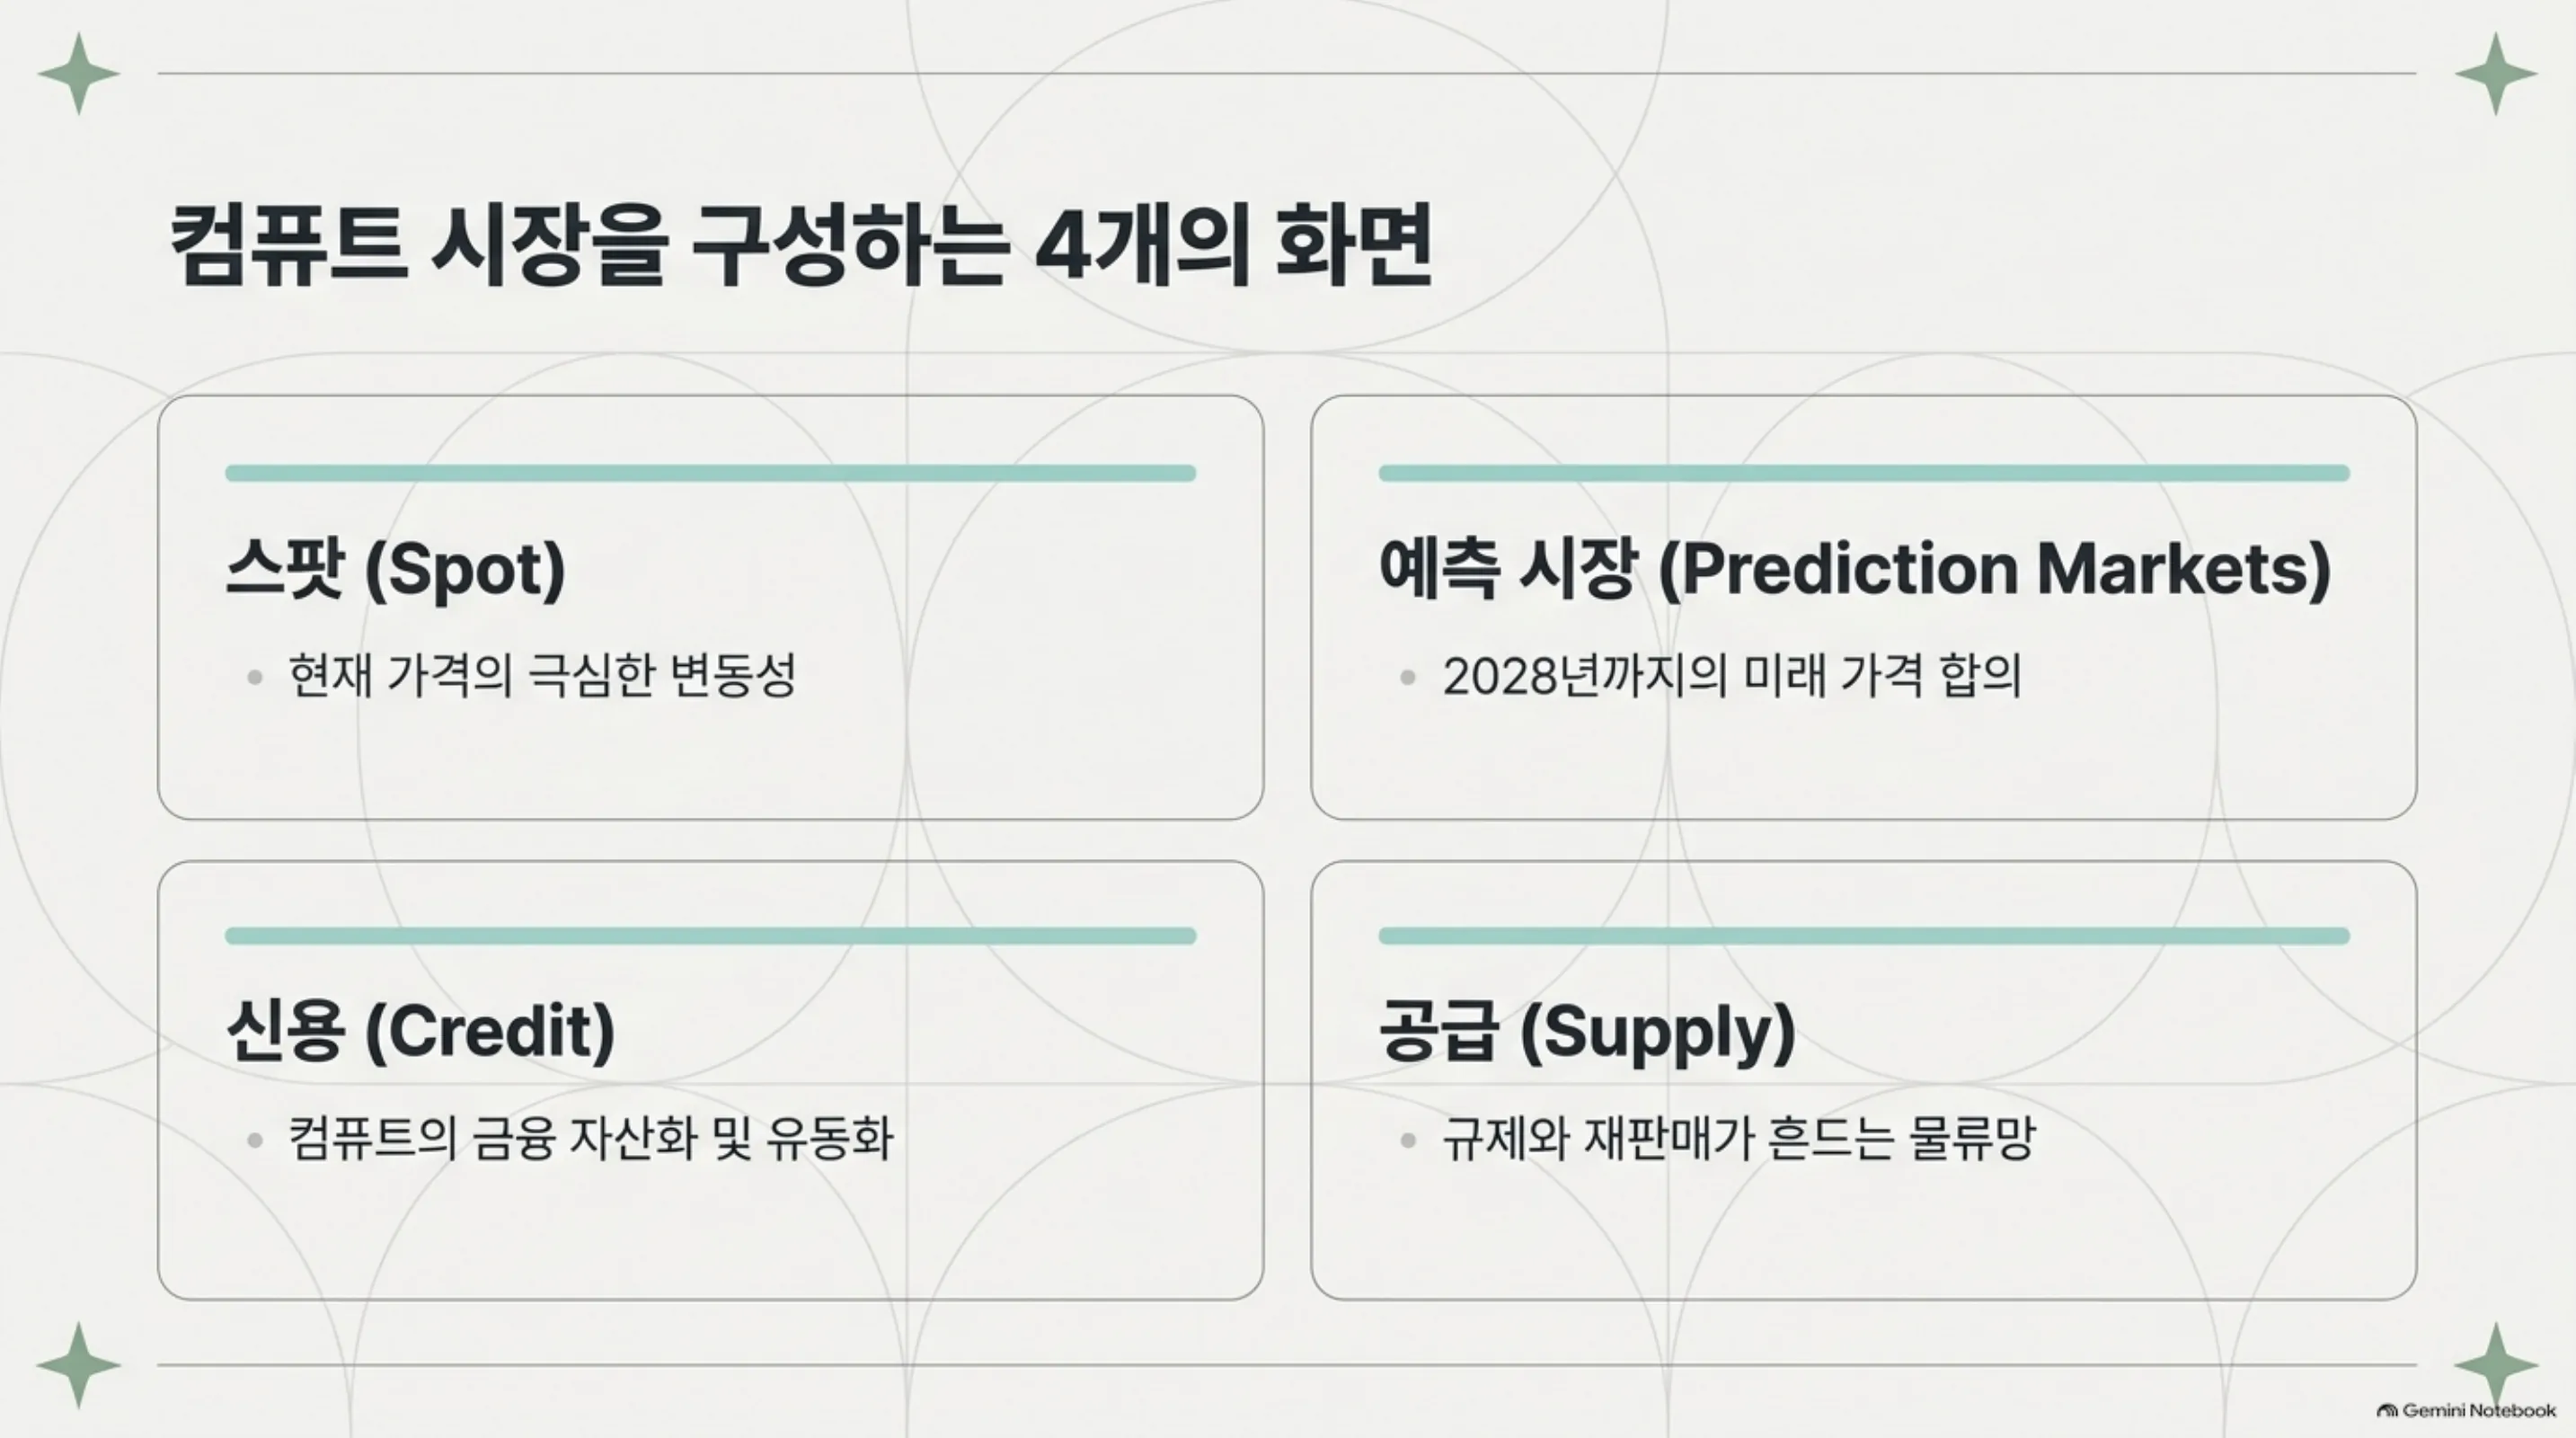 컴퓨트 시장을 구성하는 4개의 화면
스팟 (Spot)
현재 가격의 극심한 변동성
예측 시장 (Prediction Markets)
2028년까지의 미래 가격 합의
신용 (Credit)
컴퓨트의 금융 자산화 및 유동화
공급 (Supply)
규제와 재판매가 흔드는 물류망
Gemini Notebook